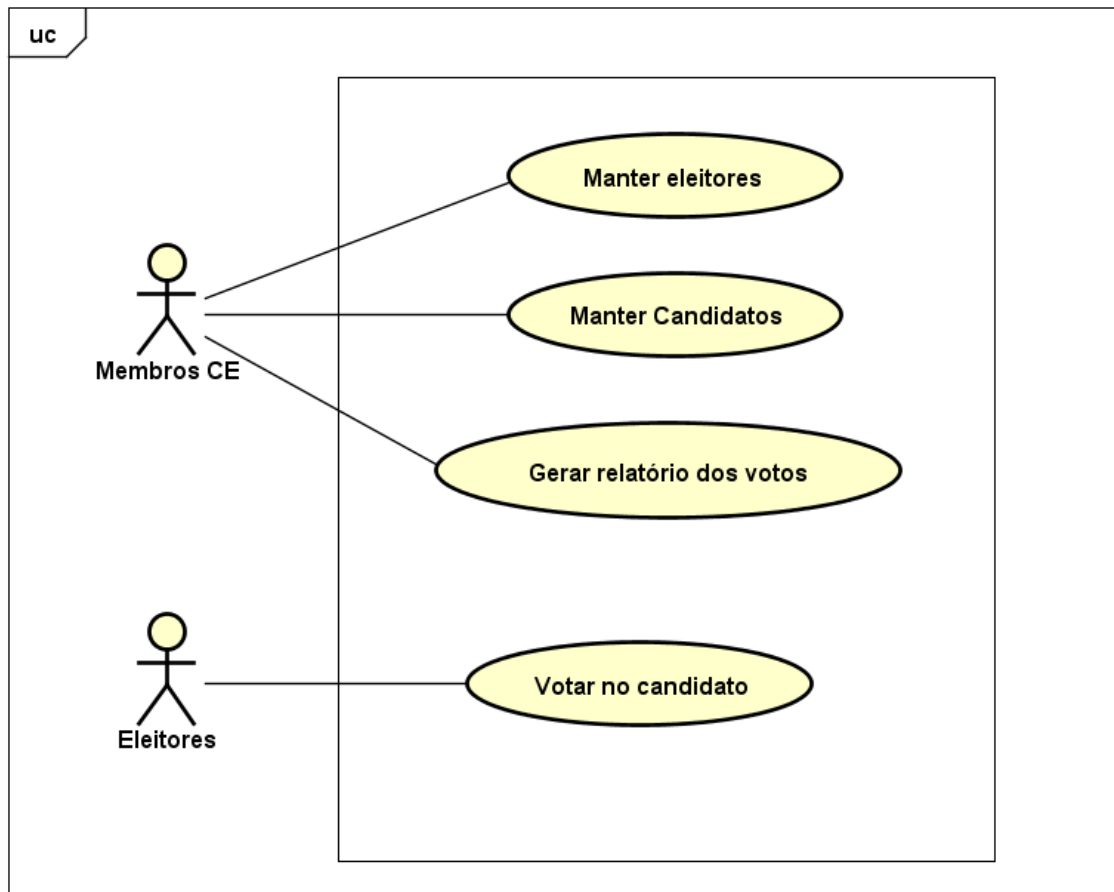 uc
Manter eleitores
Manter Candidatos
Membros CE
Gerar relatório dos votos
Votar no candidato
Eleitores